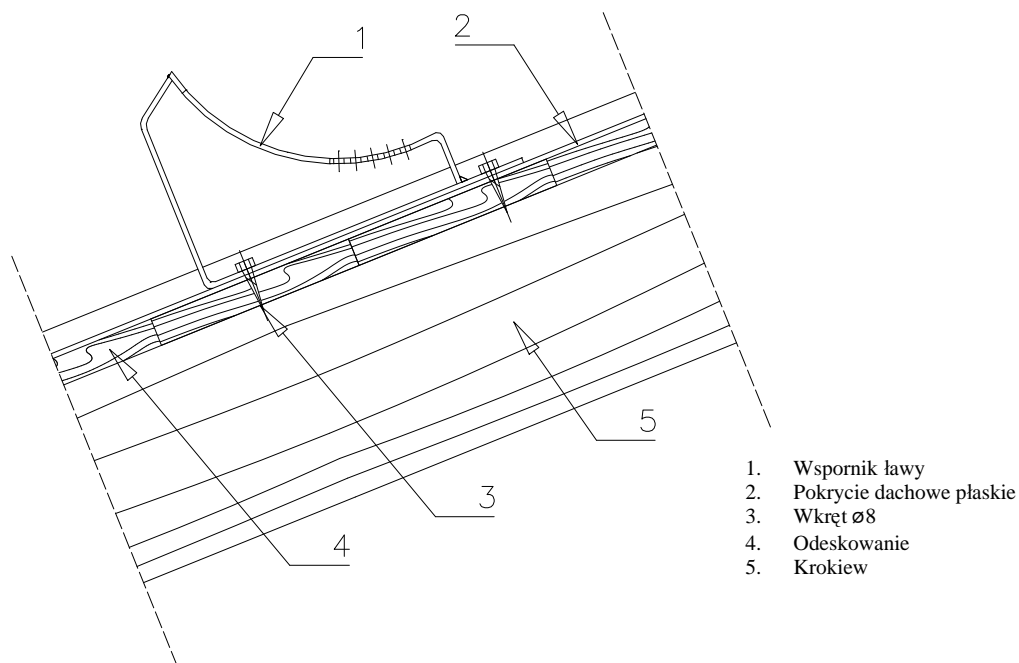 1
2
5
3
4
1. Wspornik ławy
2. Pokrycie dachowe płaskie
3. Wkręt ø8
4. Odeskowanie
5. Krokiew